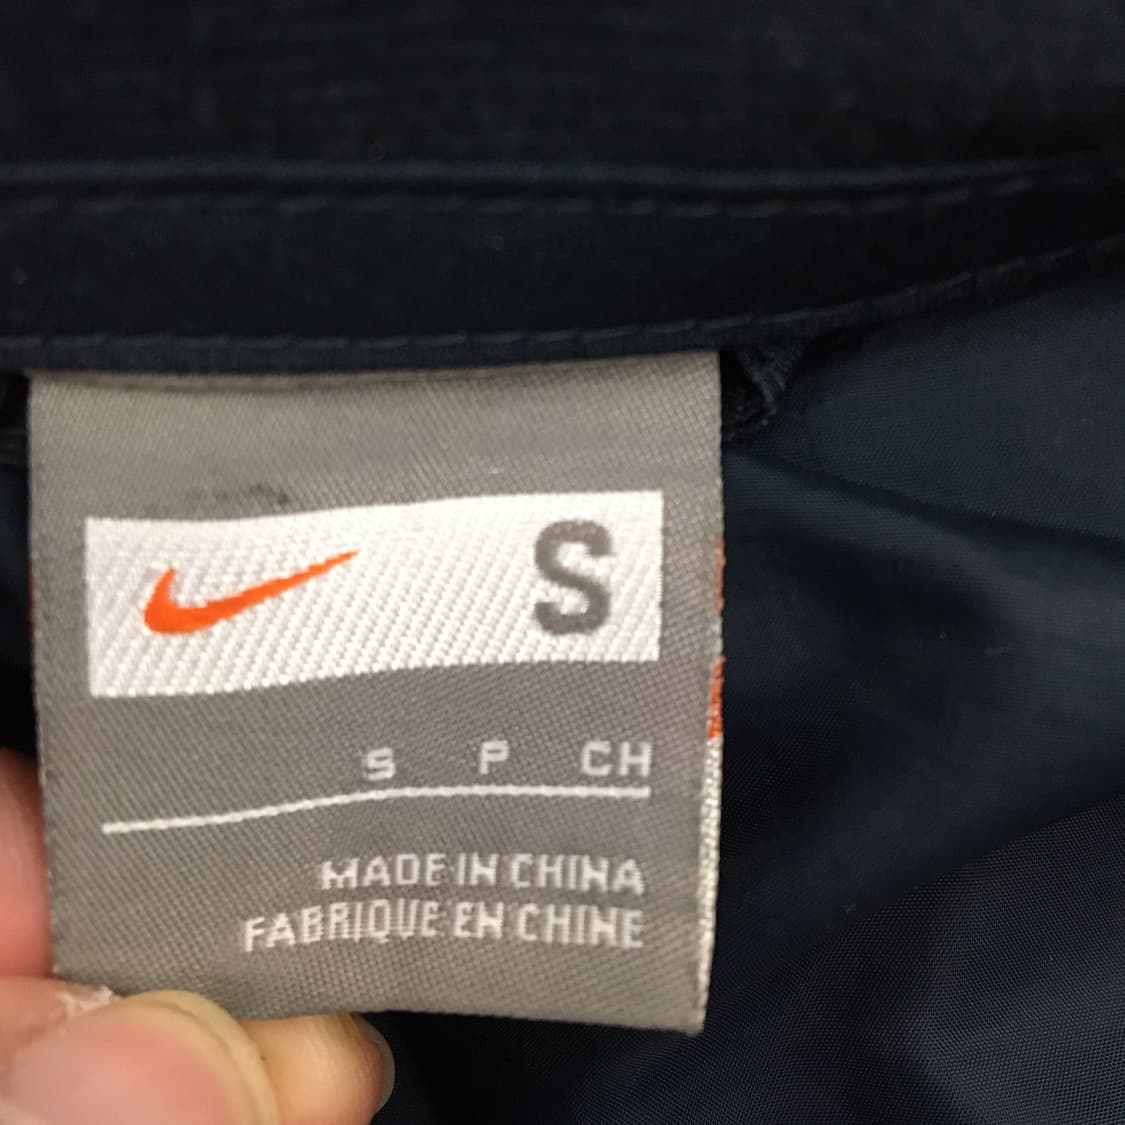 S
S P CH
MADE IN CHINA
FABRIQUE EN CHINE